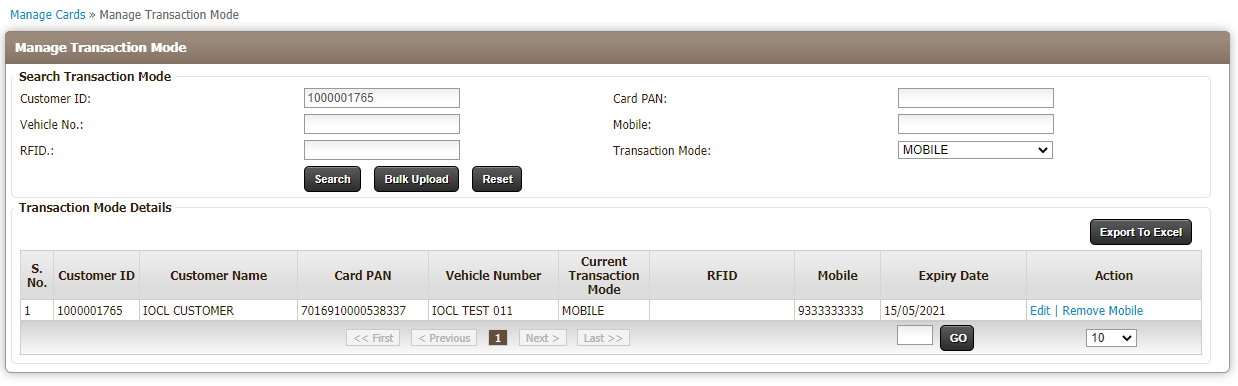 Manage Cards » Manage Transaction Mode
Manage Transaction Mode
Search Transaction Mode
Customer ID: 1000001765 Card PAN:
Vehicle No.: Mobile:
RFID.: Transaction Mode: MOBILE
Search Bulk Upload Reset
Transaction Mode Details
Export To Excel
S. No. Customer ID Customer Name Card PAN Vehicle Number Current Transaction Mode RFID Mobile Expiry Date Action
1 1000001765 IOCL CUSTOMER 7016910000538337 IOCL TEST 011 MOBILE 9333333333 15/05/2021 Edit | Remove Mobile
<< First < Previous 1 Next > Last >> GO 10